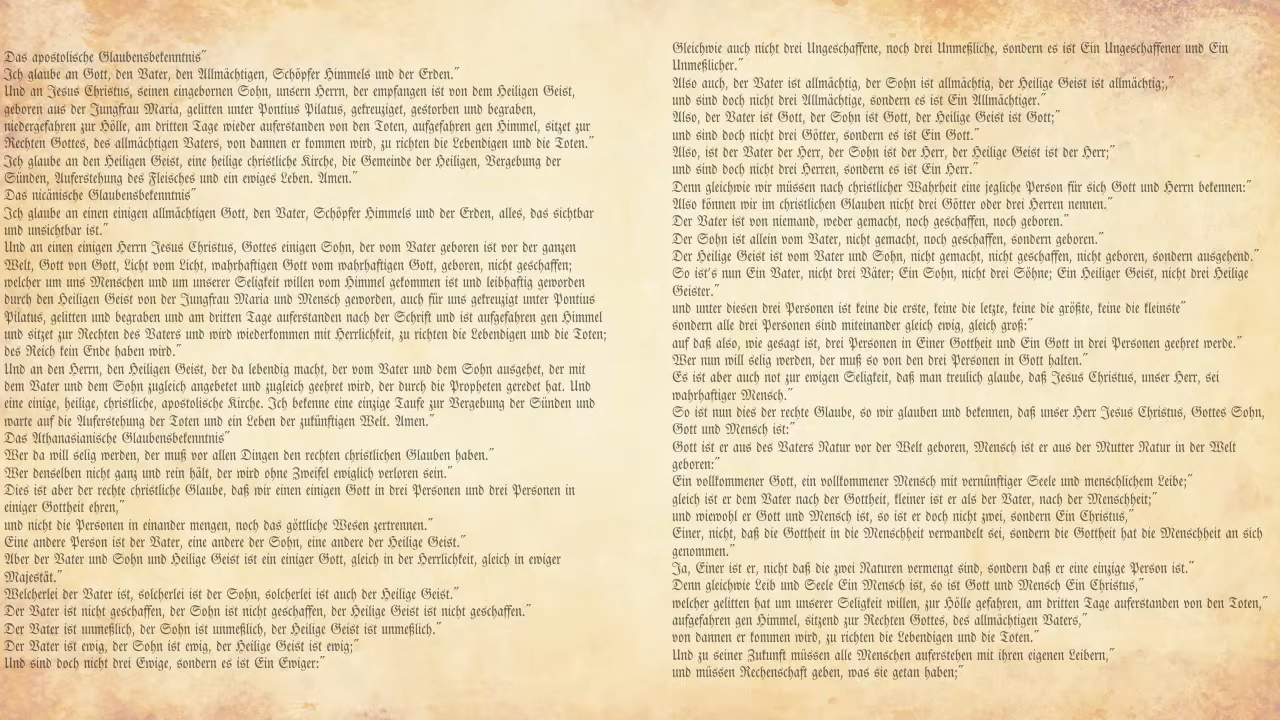 Das apostolische Glaubensbekenntnis"
Ich glaube an Gott, den Vater, den Allmächtigen, Schöpfer Himmels und der Erden."
Und an Jesus Christus, seinen eingebornen Sohn, unsern Herrn, der empfangen ist von dem Heiligen Geist,
geboren aus der Jungfrau Maria, gelitten unter Pontius Pilatus, gekreuziget, gestorben und begraben,
niedergefahren zur Hölle, am dritten Tage wieder auferstanden von den Toten, aufgefahren gen Himmel, sitzet zur
Rechten Gottes, des allmächtigen Vaters, von dannen er kommen wird, zu richten die Lebendigen und die Toten."
Ich glaube an den Heiligen Geist, eine heilige christliche Kirche, die Gemeinde der Heiligen, Vergebung der
Sünden, Auferstehung des Fleisches und ein ewiges Leben. Amen."
Das nicänische Glaubensbekenntnis"
Ich glaube an einen einigen allmächtigen Gott, den Vater, Schöpfer Himmels und der Erden, alles, das sichtbar
und unsichtbar ist."
Und an einen einigen Herrn Jesus Christus, Gottes einigen Sohn, der vom Vater geboren ist vor der ganzen
Welt, Gott von Gott, Licht vom Licht, wahrhaftigen Gott vom wahrhaftigen Gott, geboren, nicht geschaffen;
welcher um uns Menschen und um unserer Seligkeit willen vom Himmel gekommen ist und leibhaftig geworden
durch den Heiligen Geist von der Jungfrau Maria und Mensch geworden, auch für uns gekreuzigt unter Pontius
Pilatus, gelitten und begraben und am dritten Tage auferstanden nach der Schrift und ist aufgefahren gen Himmel
und sitzet zur Rechten des Vaters und wird wiederkommen mit Herrlichkeit, zu richten die Lebendigen und die Toten;
des Reich kein Ende haben wird."
Und an den Herrn, den Heiligen Geist, der da lebendig macht, der vom Vater und dem Sohn ausgehet, der mit
dem Vater und dem Sohn zugleich angebetet und zugleich geehret wird, der durch die Propheten geredet hat. Und
eine einige, heilige, christliche, apostolische Kirche. Ich bekenne eine einzige Taufe zur Vergebung der Sünden und
warte auf die Auferstehung der Toten und ein Leben der zukünftigen Welt. Amen."
Das Athanasianische Glaubensbekenntnis"
Wer da will selig werden, der muß vor allen Dingen den rechten christlichen Glauben haben."
Wer denselben nicht ganz und rein hält, der wird ohne Zweifel ewiglich verloren sein."
Dies ist aber der rechte christliche Glaube, daß wir einen einigen Gott in drei Personen und drei Personen in
einiger Gottheit ehren,"
und nicht die Personen in einander mengen, noch das göttliche Wesen zertrennen."
Eine andere Person ist der Vater, eine andere der Sohn, eine andere der Heilige Geist."
Aber der Vater und Sohn und Heilige Geist ist ein einiger Gott, gleich in der Herrlichkeit, gleich in ewiger
Majestät."
Welcherlei der Vater ist, solcherlei ist der Sohn, solcherlei ist auch der Heilige Geist."
Der Vater ist nicht geschaffen, der Sohn ist nicht geschaffen, der Heilige Geist ist nicht geschaffen."
Der Vater ist unmeßlich, der Sohn ist unmeßlich, der Heilige Geist ist unmeßlich."
Der Vater ist ewig, der Sohn ist ewig, der Heilige Geist ist ewig;"
Und sind doch nicht drei Ewige, sondern es ist Ein Ewiger:"
Gleichwie auch nicht drei Ungeschaffene, noch drei Unmeßliche, sondern es ist Ein Ungeschaffener und Ein
Unmeßlicher."
Also auch, der Vater ist allmächtig, der Sohn ist allmächtig, der Heilige Geist ist allmächtig;,"
und sind doch nicht drei Allmächtige, sondern es ist Ein Allmächtiger."
Also, der Vater ist Gott, der Sohn ist Gott, der Heilige Geist ist Gott;"
und sind doch nicht drei Götter, sondern es ist Ein Gott."
Also, ist der Vater der Herr, der Sohn ist der Herr, der Heilige Geist ist der Herr;"
und sind doch nicht drei Herren, sondern es ist Ein Herr."
Denn gleichwie wir müssen nach christlicher Wahrheit eine jegliche Person für sich Gott und Herrn bekennen:"
Also können wir im christlichen Glauben nicht drei Götter oder drei Herren nennen."
Der Vater ist von niemand, weder gemacht, noch geschaffen, noch geboren."
Der Sohn ist allein vom Vater, nicht gemacht, noch geschaffen, sondern geboren."
Der Heilige Geist ist vom Vater und Sohn, nicht gemacht, nicht geschaffen, nicht geboren, sondern ausgehend."
So ist's nun Ein Vater, nicht drei Väter; Ein Sohn, nicht drei Söhne; Ein Heiliger Geist, nicht drei Heilige
Geister."
und unter diesen drei Personen ist keine die erste, keine die letzte, keine die größte, keine die kleinste"
sondern alle drei Personen sind miteinander gleich ewig, gleich groß:"
auf daß also, wie gesagt ist, drei Personen in Einer Gottheit und Ein Gott in drei Personen geehret werde."
Wer nun will selig werden, der muß so von den drei Personen in Gott halten."
Es ist aber auch not zur ewigen Seligkeit, daß man treulich glaube, daß Jesus Christus, unser Herr, sei
wahrhaftiger Mensch."
So ist nun dies der rechte Glaube, so wir glauben und bekennen, daß unser Herr Jesus Christus, Gottes Sohn,
Gott und Mensch ist:"
Gott ist er aus des Vaters Natur vor der Welt geboren, Mensch ist er aus der Mutter Natur in der Welt
geboren:"
Ein vollkommener Gott, ein vollkommener Mensch mit vernünftiger Seele und menschlichem Leibe;"
gleich ist er dem Vater nach der Gottheit, kleiner ist er als der Vater, nach der Menschheit;"
und wiewohl er Gott und Mensch ist, so ist er doch nicht zwei, sondern Ein Christus,"
Einer, nicht, daß die Gottheit in die Menschheit verwandelt sei, sondern die Gottheit hat die Menschheit an sich
genommen."
Ja, Einer ist er, nicht daß die zwei Naturen vermengt sind, sondern daß er eine einzige Person ist."
Denn gleichwie Leib und Seele Ein Mensch ist, so ist Gott und Mensch Ein Christus,"
welcher gelitten hat um unserer Seligkeit willen, zur Hölle gefahren, am dritten Tage auferstanden von den Toten,"
aufgefahren gen Himmel, sitzend zur Rechten Gottes, des allmächtigen Vaters,"
von dannen er kommen wird, zu richten die Lebendigen und die Toten."
Und zu seiner Zukunft müssen alle Menschen auferstehen mit ihren eigenen Leibern,"
und müssen Rechenschaft geben, was sie getan haben;"